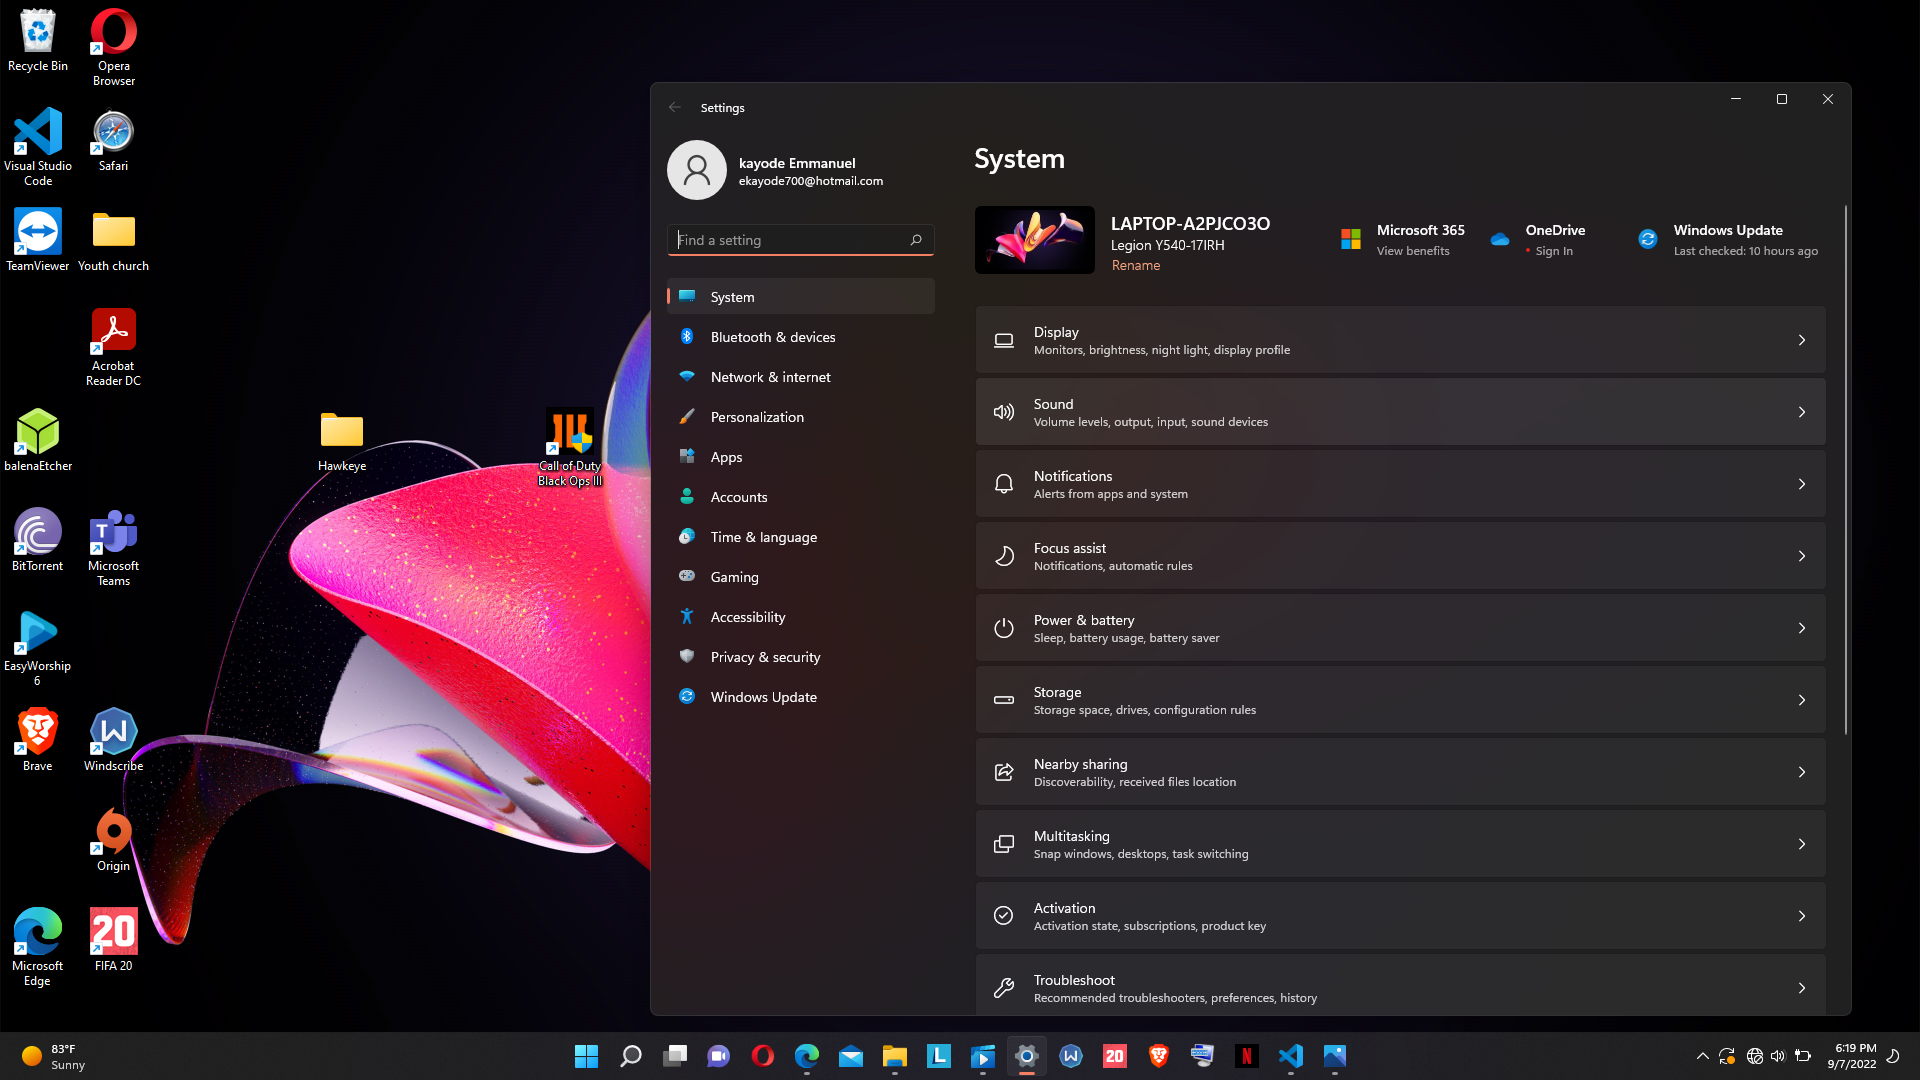 Recycle Bin
Opera
Browser
Visual Studio
Code
Safari
TeamViewer
Youth church
Acrobat
Reader DC
balenaEtcher
Hawkeye
Call of Duty
Black Ops III
BitTorrent
Microsoft
Teams
EasyWorship
6
Brave
Windscribe
Origin
Microsoft
Edge
20
FIFA 20
Settings
kayode Emmanuel
ekayode700@hotmail.com
Find a setting
System
Bluetooth & devices
Network & internet
Personalization
Apps
Accounts
Time & language
Gaming
Accessibility
Privacy & security
Windows Update
System
LAPTOP-A2PJCO3O
Legion Y540-17IRH
Rename
Microsoft 365
View benefits
OneDrive
Sign In
Windows Update
Last checked: 10 hours ago
Display
Monitors, brightness, night light, display profile
Sound
Volume levels, output, input, sound devices
Notifications
Alerts from apps and system
Focus assist
Notifications, automatic rules
Power & battery
Sleep, battery usage, battery saver
Storage
Storage space, drives, configuration rules
Nearby sharing
Discoverability, received files location
Multitasking
Snap windows, desktops, task switching
Activation
Activation state, subscriptions, product key
Troubleshoot
Recommended troubleshooters, preferences, history
83°F
Sunny
20
6:19 PM
9/7/2022